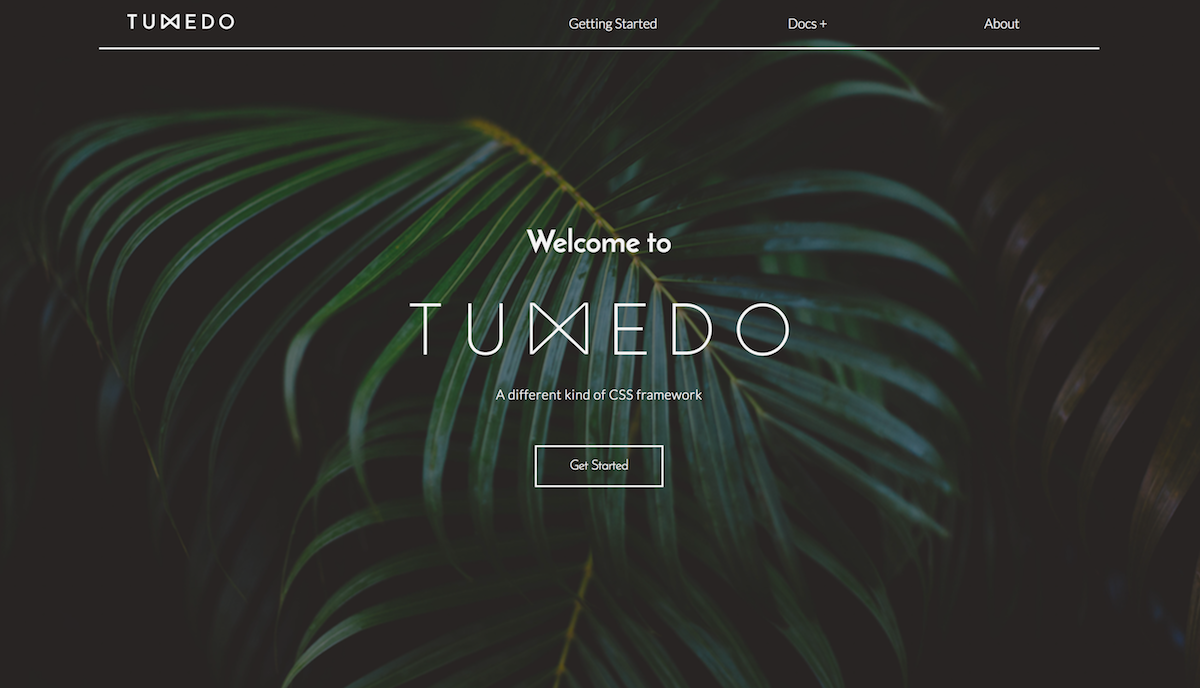 TUXEDO
Getting Started
Docs +
About
Welcome to
TUXEDO
A different kind of CSS framework
Get Started